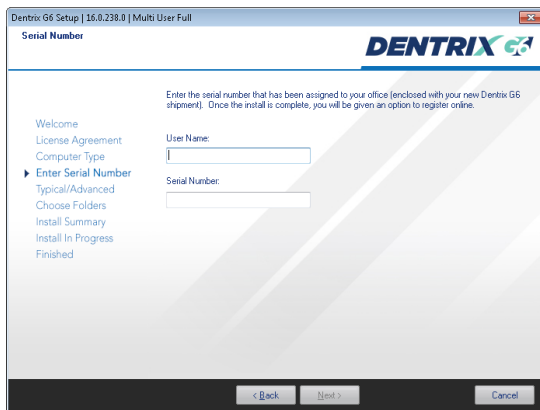 Dentrix G6 Setup | 16.0.238.0 | Multi User Full
Serial Number
DENTRIX G6
Enter the serial number that has been assigned to your office (enclosed with your new Dentrix G6
shipment). Once the install is complete, you will be given an option to register online.
Welcome
License Agreement
Computer Type
Enter Serial Number
Typical/Advanced
Choose Folders
Install Summary
Install In Progress
Finished
User Name:
Serial Number:
< Back
Next >
Cancel